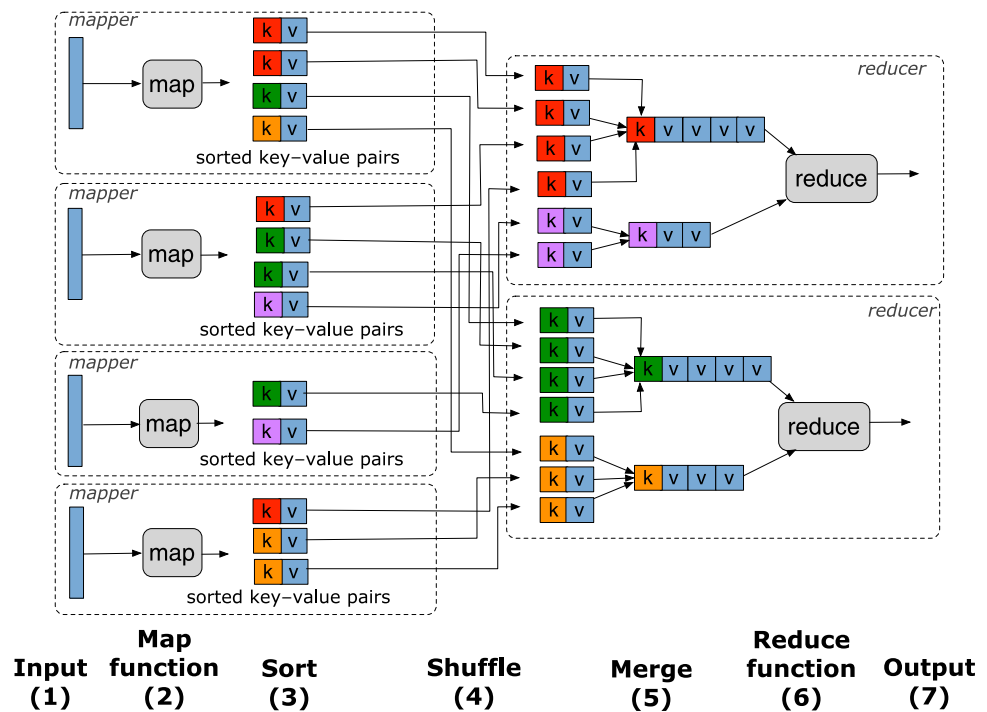 mapper
map
k v
k v
k v
k v
sorted key–value pairs
mapper
map
k v
k v
k v
k v
sorted key–value pairs
mapper
map
k v
k v
sorted key–value pairs
mapper
map
k v
k v
k v
sorted key–value pairs
reducer
k v
k v
k v
k v
k v
k v
k v v v v
k v v
reduce
reducer
k v
k v
k v
k v
k v
k v
k v
k v v v v
k v v v
reduce
Input
(1)
Map
function
(2)
Sort
(3)
Shuffle
(4)
Merge
(5)
Reduce
function
(6)
Output
(7)